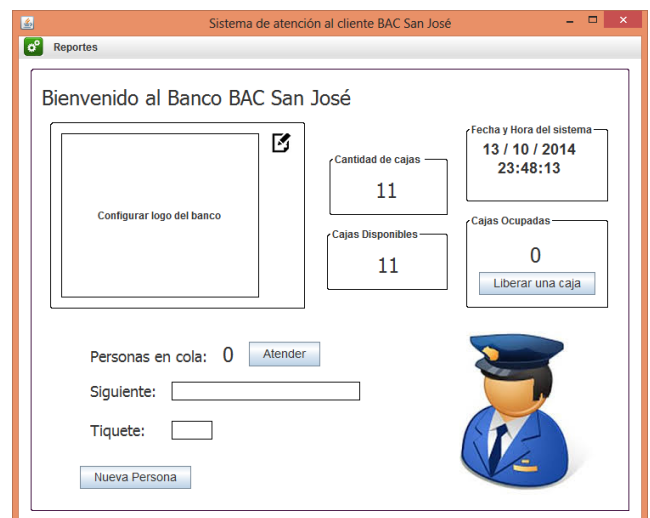 Sistema de atención al cliente BAC San José
Reportes
Bienvenido al Banco BAC San José
Configurar logo del banco
Cantidad de cajas
11
Cajas Disponibles
11
Fecha y Hora del sistema
13 / 10 / 2014
23:48:13
Cajas Ocupadas
0
Liberar una caja
Personas en cola: 0 Atender
Siguiente:
Tiquete:
Nueva Persona